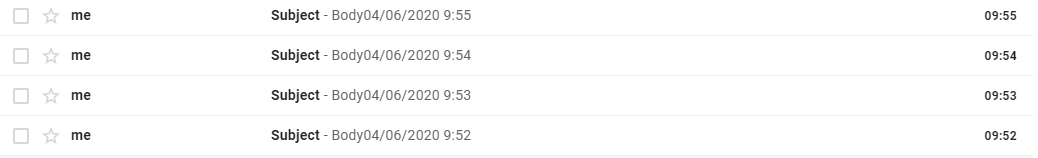 me Subject - Body04/06/2020 9:55 09:55
me Subject - Body04/06/2020 9:54 09:54
me Subject - Body04/06/2020 9:53 09:53
me Subject - Body04/06/2020 9:52 09:52